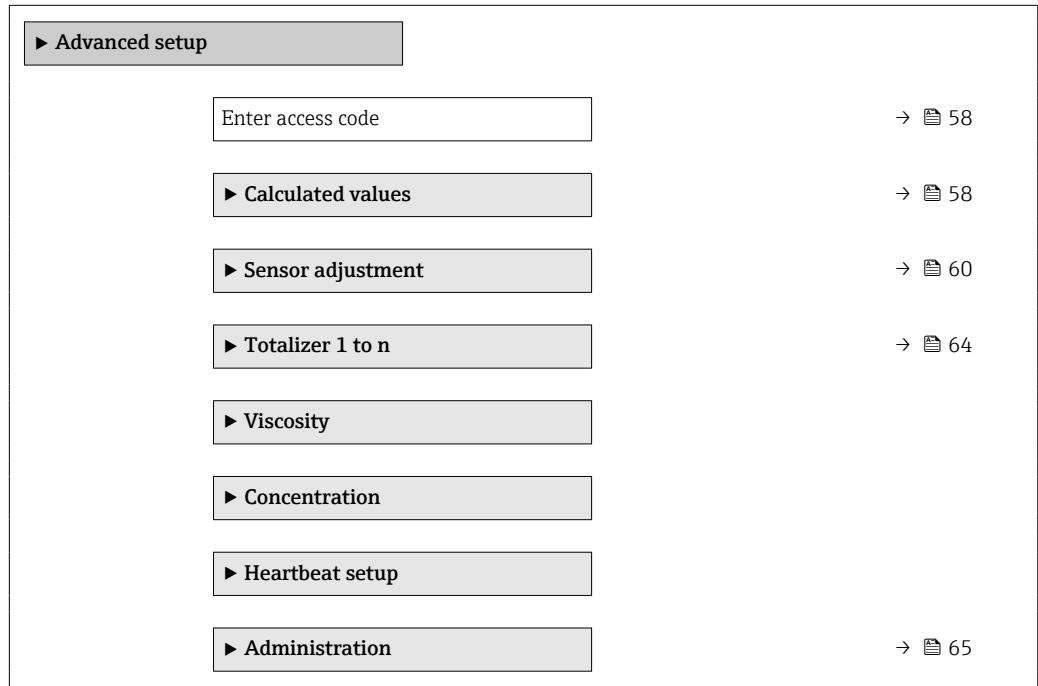 ▶ Advanced setup
Enter access code → 58
▶ Calculated values → 58
▶ Sensor adjustment → 60
▶ Totalizer 1 to n → 64
▶ Viscosity
▶ Concentration
▶ Heartbeat setup
▶ Administration → 65